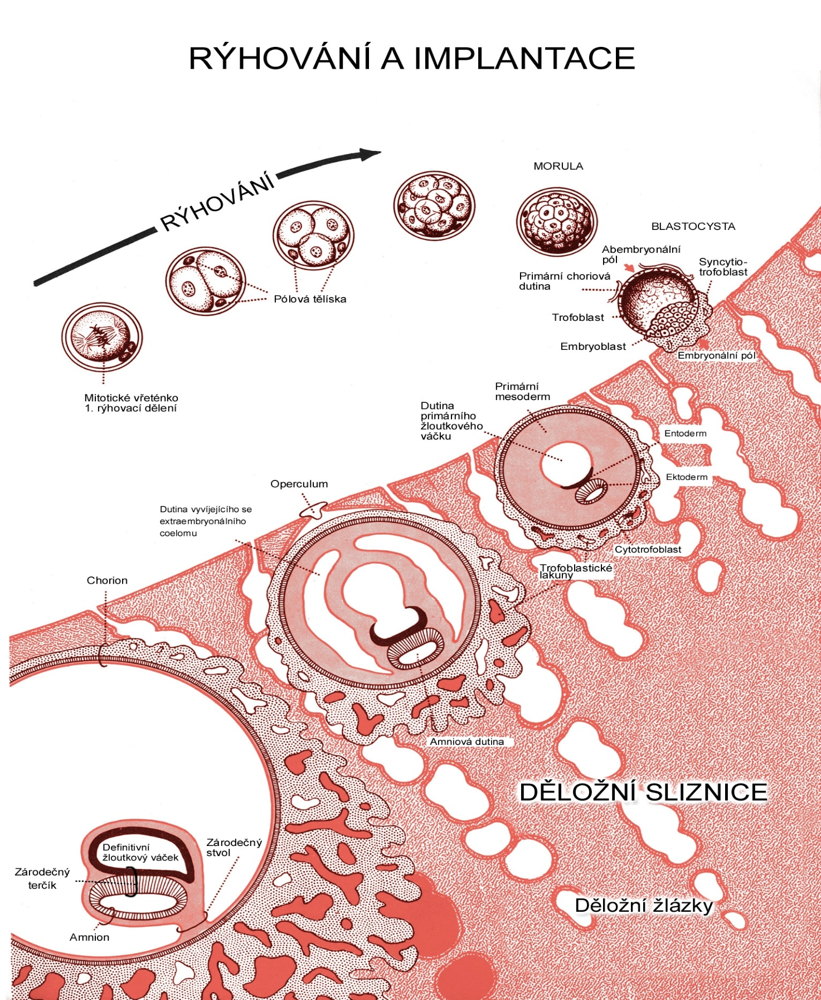 RÝHOVÁNÍ A IMPLANTACE
RÝHOVÁNÍ
MORULA
BLASTOCYSTA
Abembryonální
pól
Syncytio-
trofoblast
Primární choriová
dutina
Pólová tělíska
Trofoblast
Embryoblast
Embryonální pól
Mitotické vřeténko
1. rýhovací dělení
Primární
mesoderm
Dutina
primárního
žloutkového
váčku
Entoderm
Ektoderm
Operculum
Dutina vyvíjejícího se
extraembryonálního
coelomu
Cytotrofoblast
Trofoblastické
lakuny
Chorion
Amniová dutina
DĚLOŽNÍ SLIZNICE
Definitivní
žloutkový váček
Zárodečný
stvol
Zárodečný
terčík
Děložní žlázky
Amnion